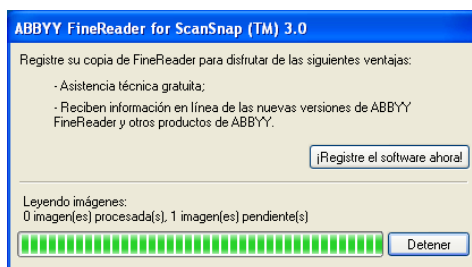 ABBYY FineReader for ScanSnap (TM) 3.0
Registre su copia de FineReader para disfrutar de las siguientes ventajas:
- Asistencia técnica gratuita;
- Reciben información en línea de las nuevas versiones de ABBYY
FineReader y otros productos de ABBYY.
¡Registre el software ahora!
Leyendo imágenes:
0 imagen(es) procesada(s), 1 imagen(es) pendiente(s)
Detener